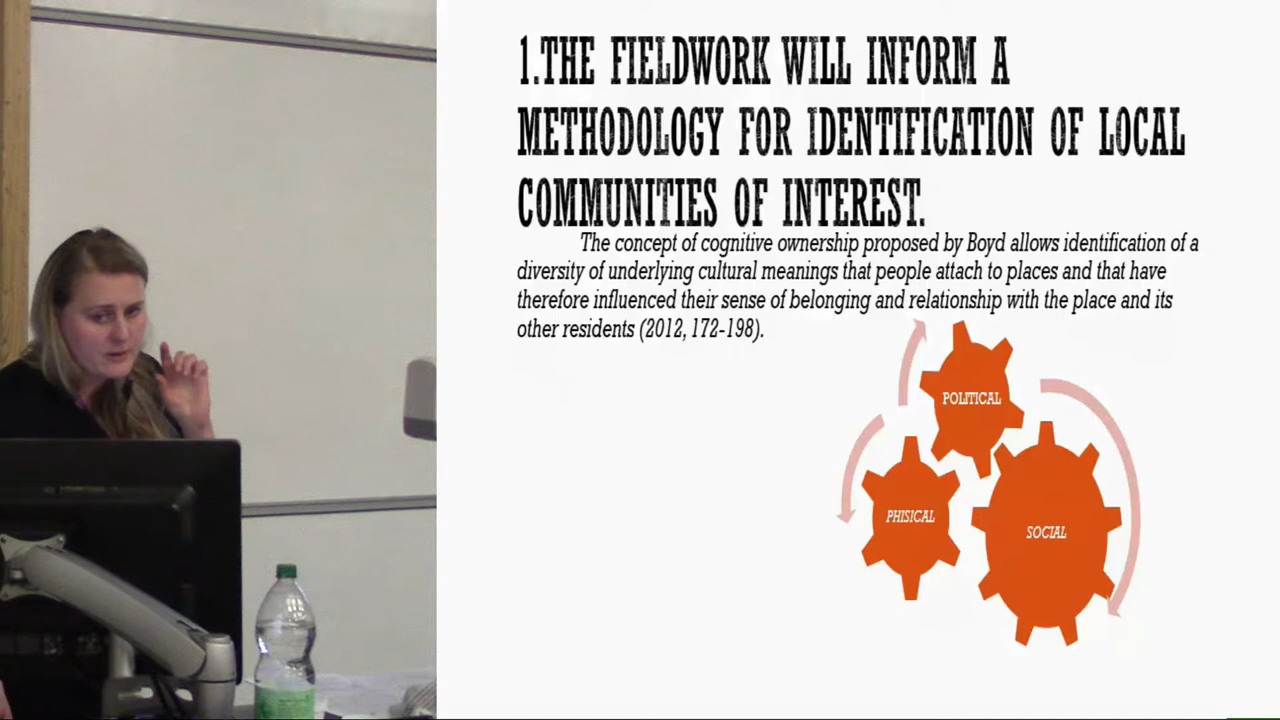 1.THE FIELDWORK WILL INFORM A
METHODOLOGY FOR IDENTIFICATION OF LOCAL
COMMUNITIES OF INTEREST.
The concept of cognitive ownership proposed by Boyd allows identification of a
diversity of underlying cultural meanings that people attach to places and that have
therefore influenced their sense of belonging and relationship with the place and its
other residents (2012, 172-198).
POLITICAL
PHISICAL
SOCIAL